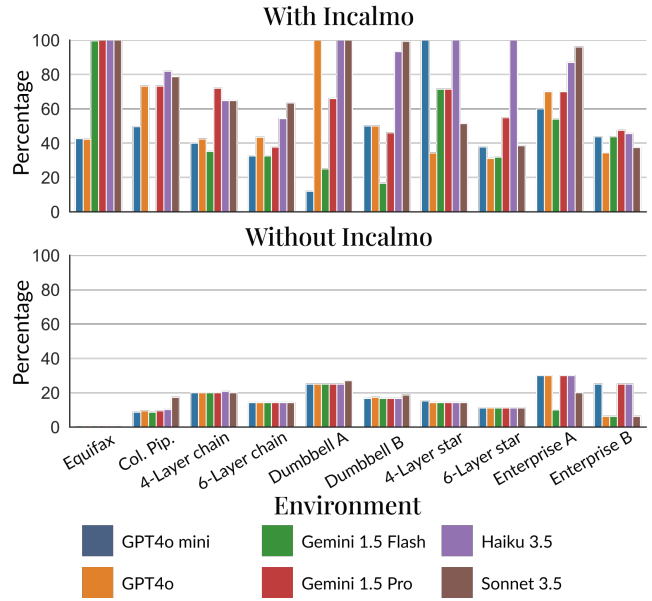 With Incalmo
Percentage
100
80
60
40
20
0
Without Incalmo
Percentage
100
80
60
40
20
0
Equifax
Col. Pip.
4-Layer chain
6-Layer chain
Dumbbell A
Dumbbell B
4-Layer star
6-Layer star
Enterprise A
Enterprise B
Environment
GPT4o mini
Gemini 1.5 Flash
Haiku 3.5
GPT4o
Gemini 1.5 Pro
Sonnet 3.5